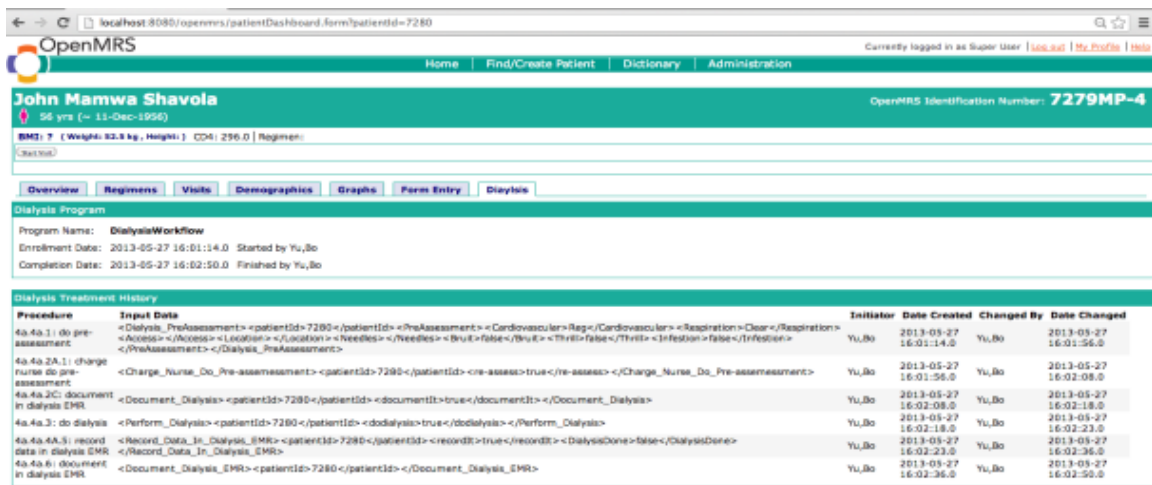 localhost:8080/openmrs/patientDashboard.form?patientId=7280
OpenMRS
Currently logged in as Super User | Log out | My Profile | Help
Home | Find/Create Patient | Dictionary | Administration
John Mamwa Shavola
OpenMRS Identification Number: 7279MP-4
56 yrs (~ 11-Dec-1956)
BMI: ? ( Weight: 52.5 kg , Height: ) CD4: 296.0 | Regimen:
Start Visit
Overview Regimens Visits Demographics Graphs Form Entry Diaylsis
Dialysis Program
Program Name: DialysisWorkflow
Enrollment Date: 2013-05-27 16:01:14.0 Started by Yu,Bo
Completion Date: 2013-05-27 16:02:50.0 Finished by Yu,Bo
Dialysis Treatment History
Procedure Input Data Initiator Date Created Changed By Date Changed
4a.4a.1: do pre-assessment <Dialysis_PreAssessment> <patientId>7280</patientId> <PreAssessment> <Cardiovascular>Reg</Cardiovascular> <Respiration>Clear</Respiration>
<Access></Access> <Location></Location> <Needles></Needles> <Bruit>false</Bruit> <Thrill>false</Thrill> <Infestion>false</Infestion>
</PreAssessment> </Dialysis_PreAssessment> Yu,Bo 2013-05-27 16:01:14.0 Yu,Bo 2013-05-27 16:01:56.0
4a.4a.2A.1: charge nurse do pre-assessment <Charge_Nurse_Do_Pre-assemessment> <patientId>7280</patientId> <re-assess>true</re-assess> </Charge_Nurse_Do_Pre-assemessment> Yu,Bo 2013-05-27 16:01:56.0 Yu,Bo 2013-05-27 16:02:08.0
4a.4a.2C: document in dialysis EMR <Document_Dialysis> <patientId>7280</patientId> <documentIt>true</documentIt> </Document_Dialysis> Yu,Bo 2013-05-27 16:02:08.0 Yu,Bo 2013-05-27 16:02:18.0
4a.4a.3: do dialysis <Perform_Dialysis> <patientId>7280</patientId> <dodialysis>true</dodialysis> </Perform_Dialysis> Yu,Bo 2013-05-27 16:02:18.0 Yu,Bo 2013-05-27 16:02:23.0
4a.4a.4A.5: record data in dialysis EMR <Record_Data_In_Dialysis_EMR> <patientId>7280</patientId> <recordIt>true</recordIt> <DialysisDone>false</DialysisDone>
</Record_Data_In_Dialysis_EMR> Yu,Bo 2013-05-27 16:02:23.0 Yu,Bo 2013-05-27 16:02:36.0
4a.4a.6: document in dialysis EMR <Document_Dialysis_EMR> <patientId>7280</patientId> </Document_Dialysis_EMR> Yu,Bo 2013-05-27 16:02:36.0 Yu,Bo 2013-05-27 16:02:50.0